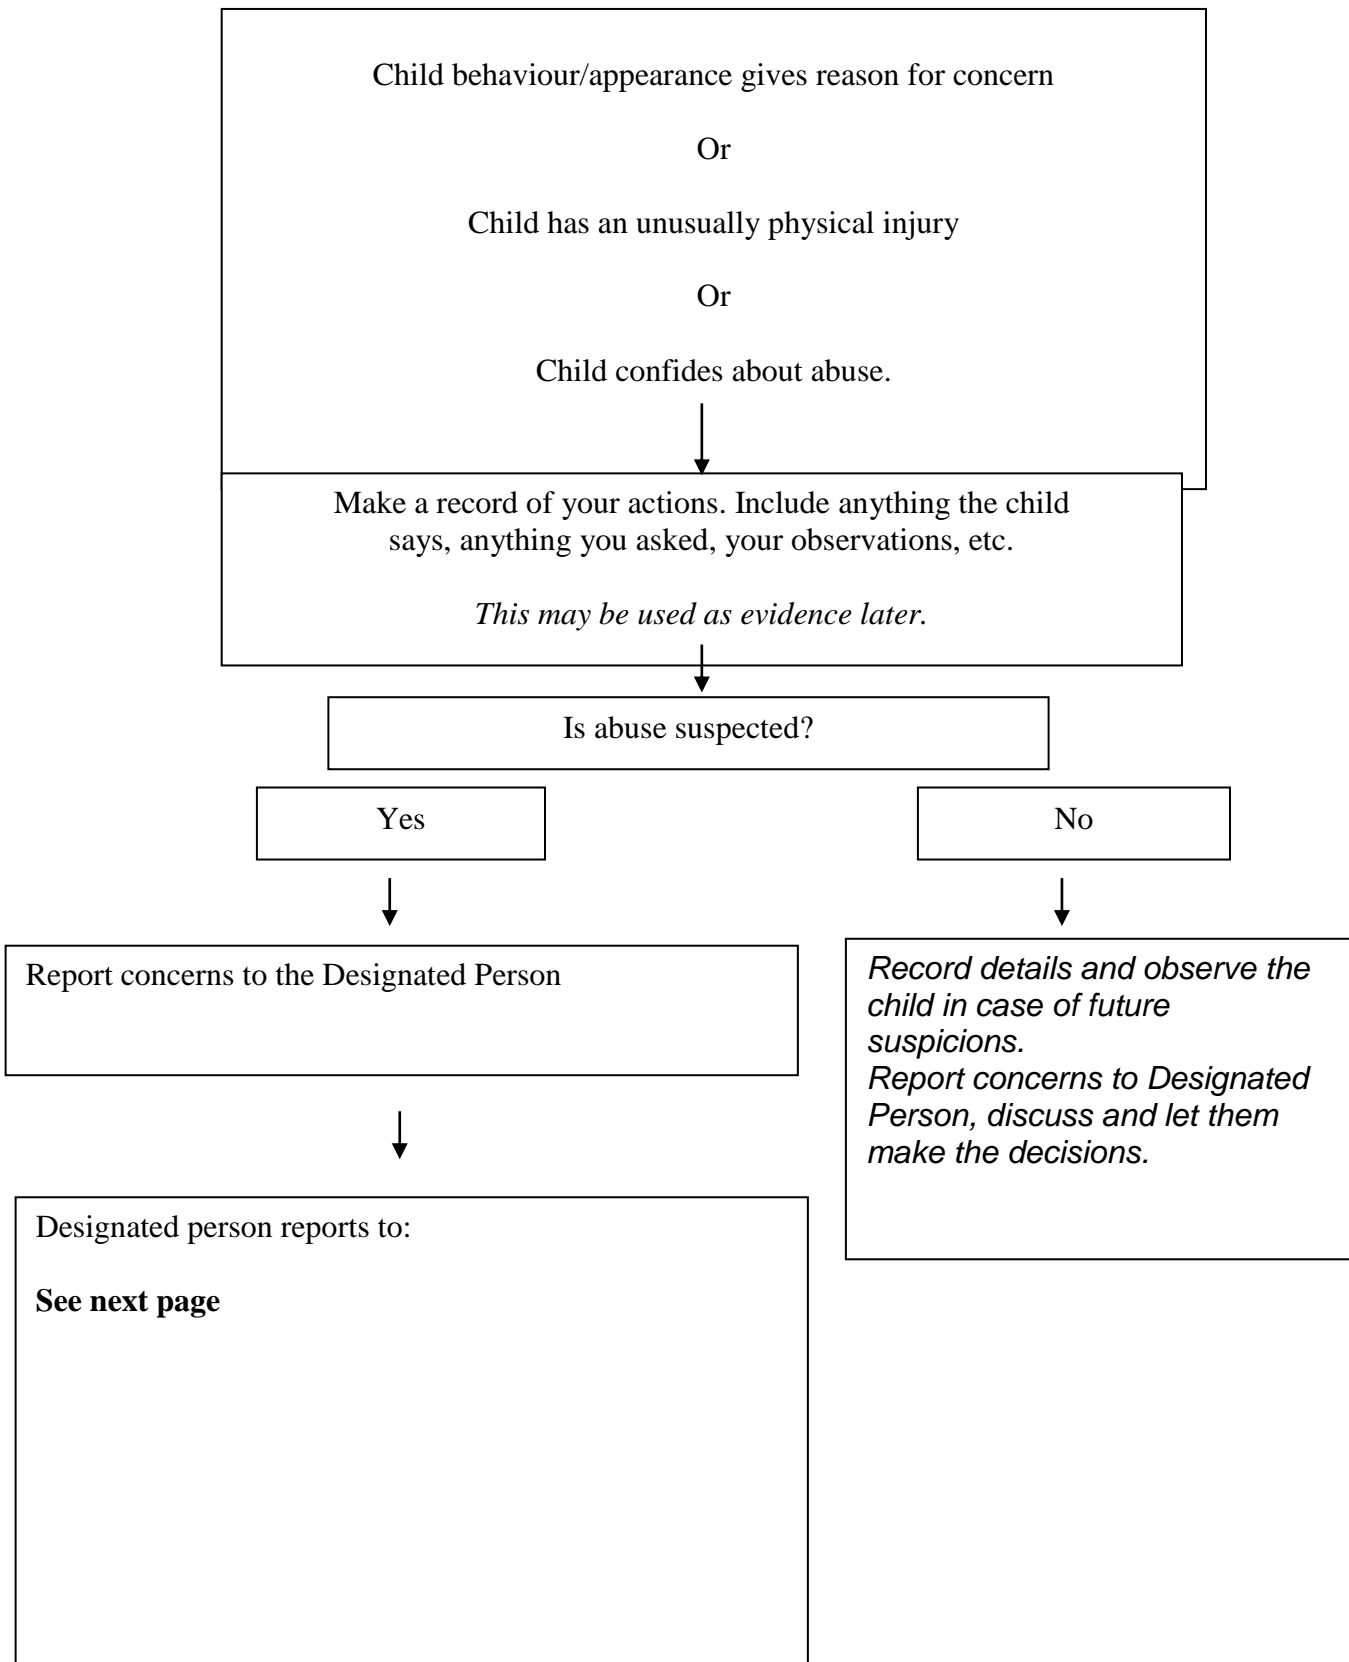 Child behaviour/appearance gives reason for concern
Or
Child has an unusually physical injury
Or
Child confides about abuse.
Make a record of your actions. Include anything the child
says, anything you asked, your observations, etc.
This may be used as evidence later.
Is abuse suspected?
Yes
No
Report concerns to the Designated Person
Record details and observe the
child in case of future
suspicions.
Report concerns to Designated
Person, discuss and let them
make the decisions.
Designated person reports to:
See next page